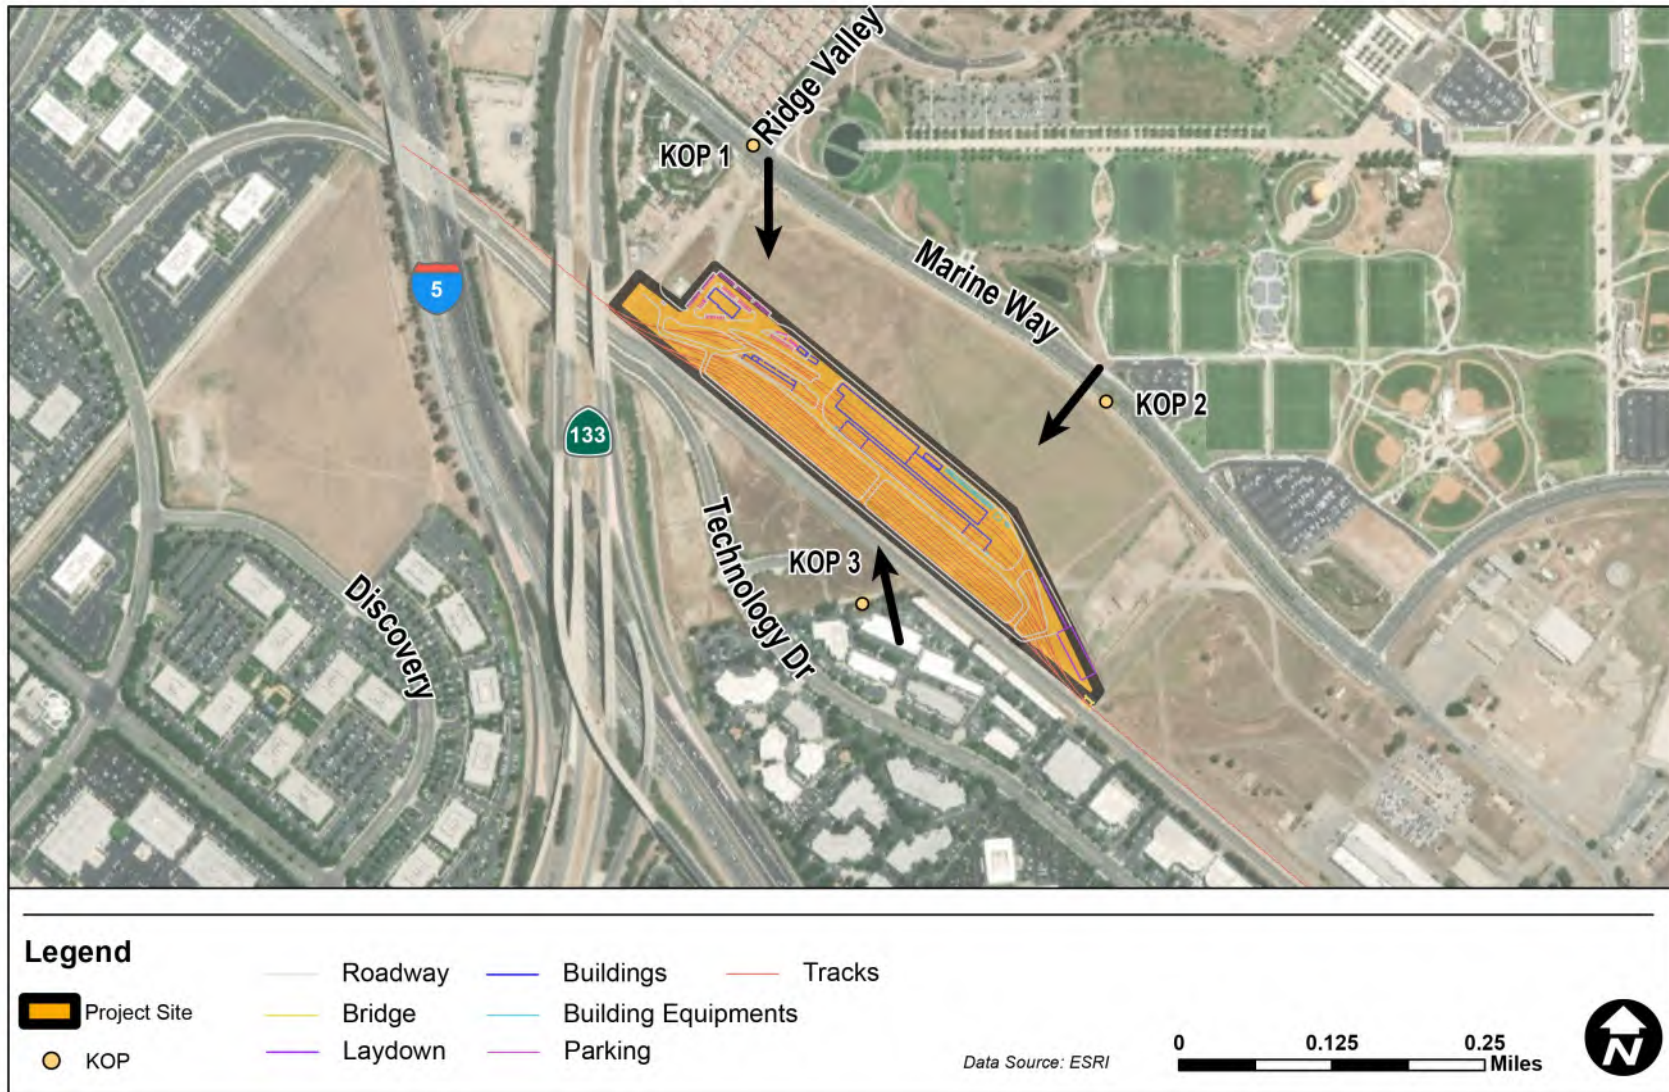 Ridge Valley
KOP 1
Marine Way
5
KOP 2
133
Technology Dr
KOP 3
Discovery
Legend
Project Site
KOP
Roadway
Bridge
Laydown
Buildings
Building Equipments
Parking
Tracks
Data Source: ESRI
0 0.125 0.25
Miles
N